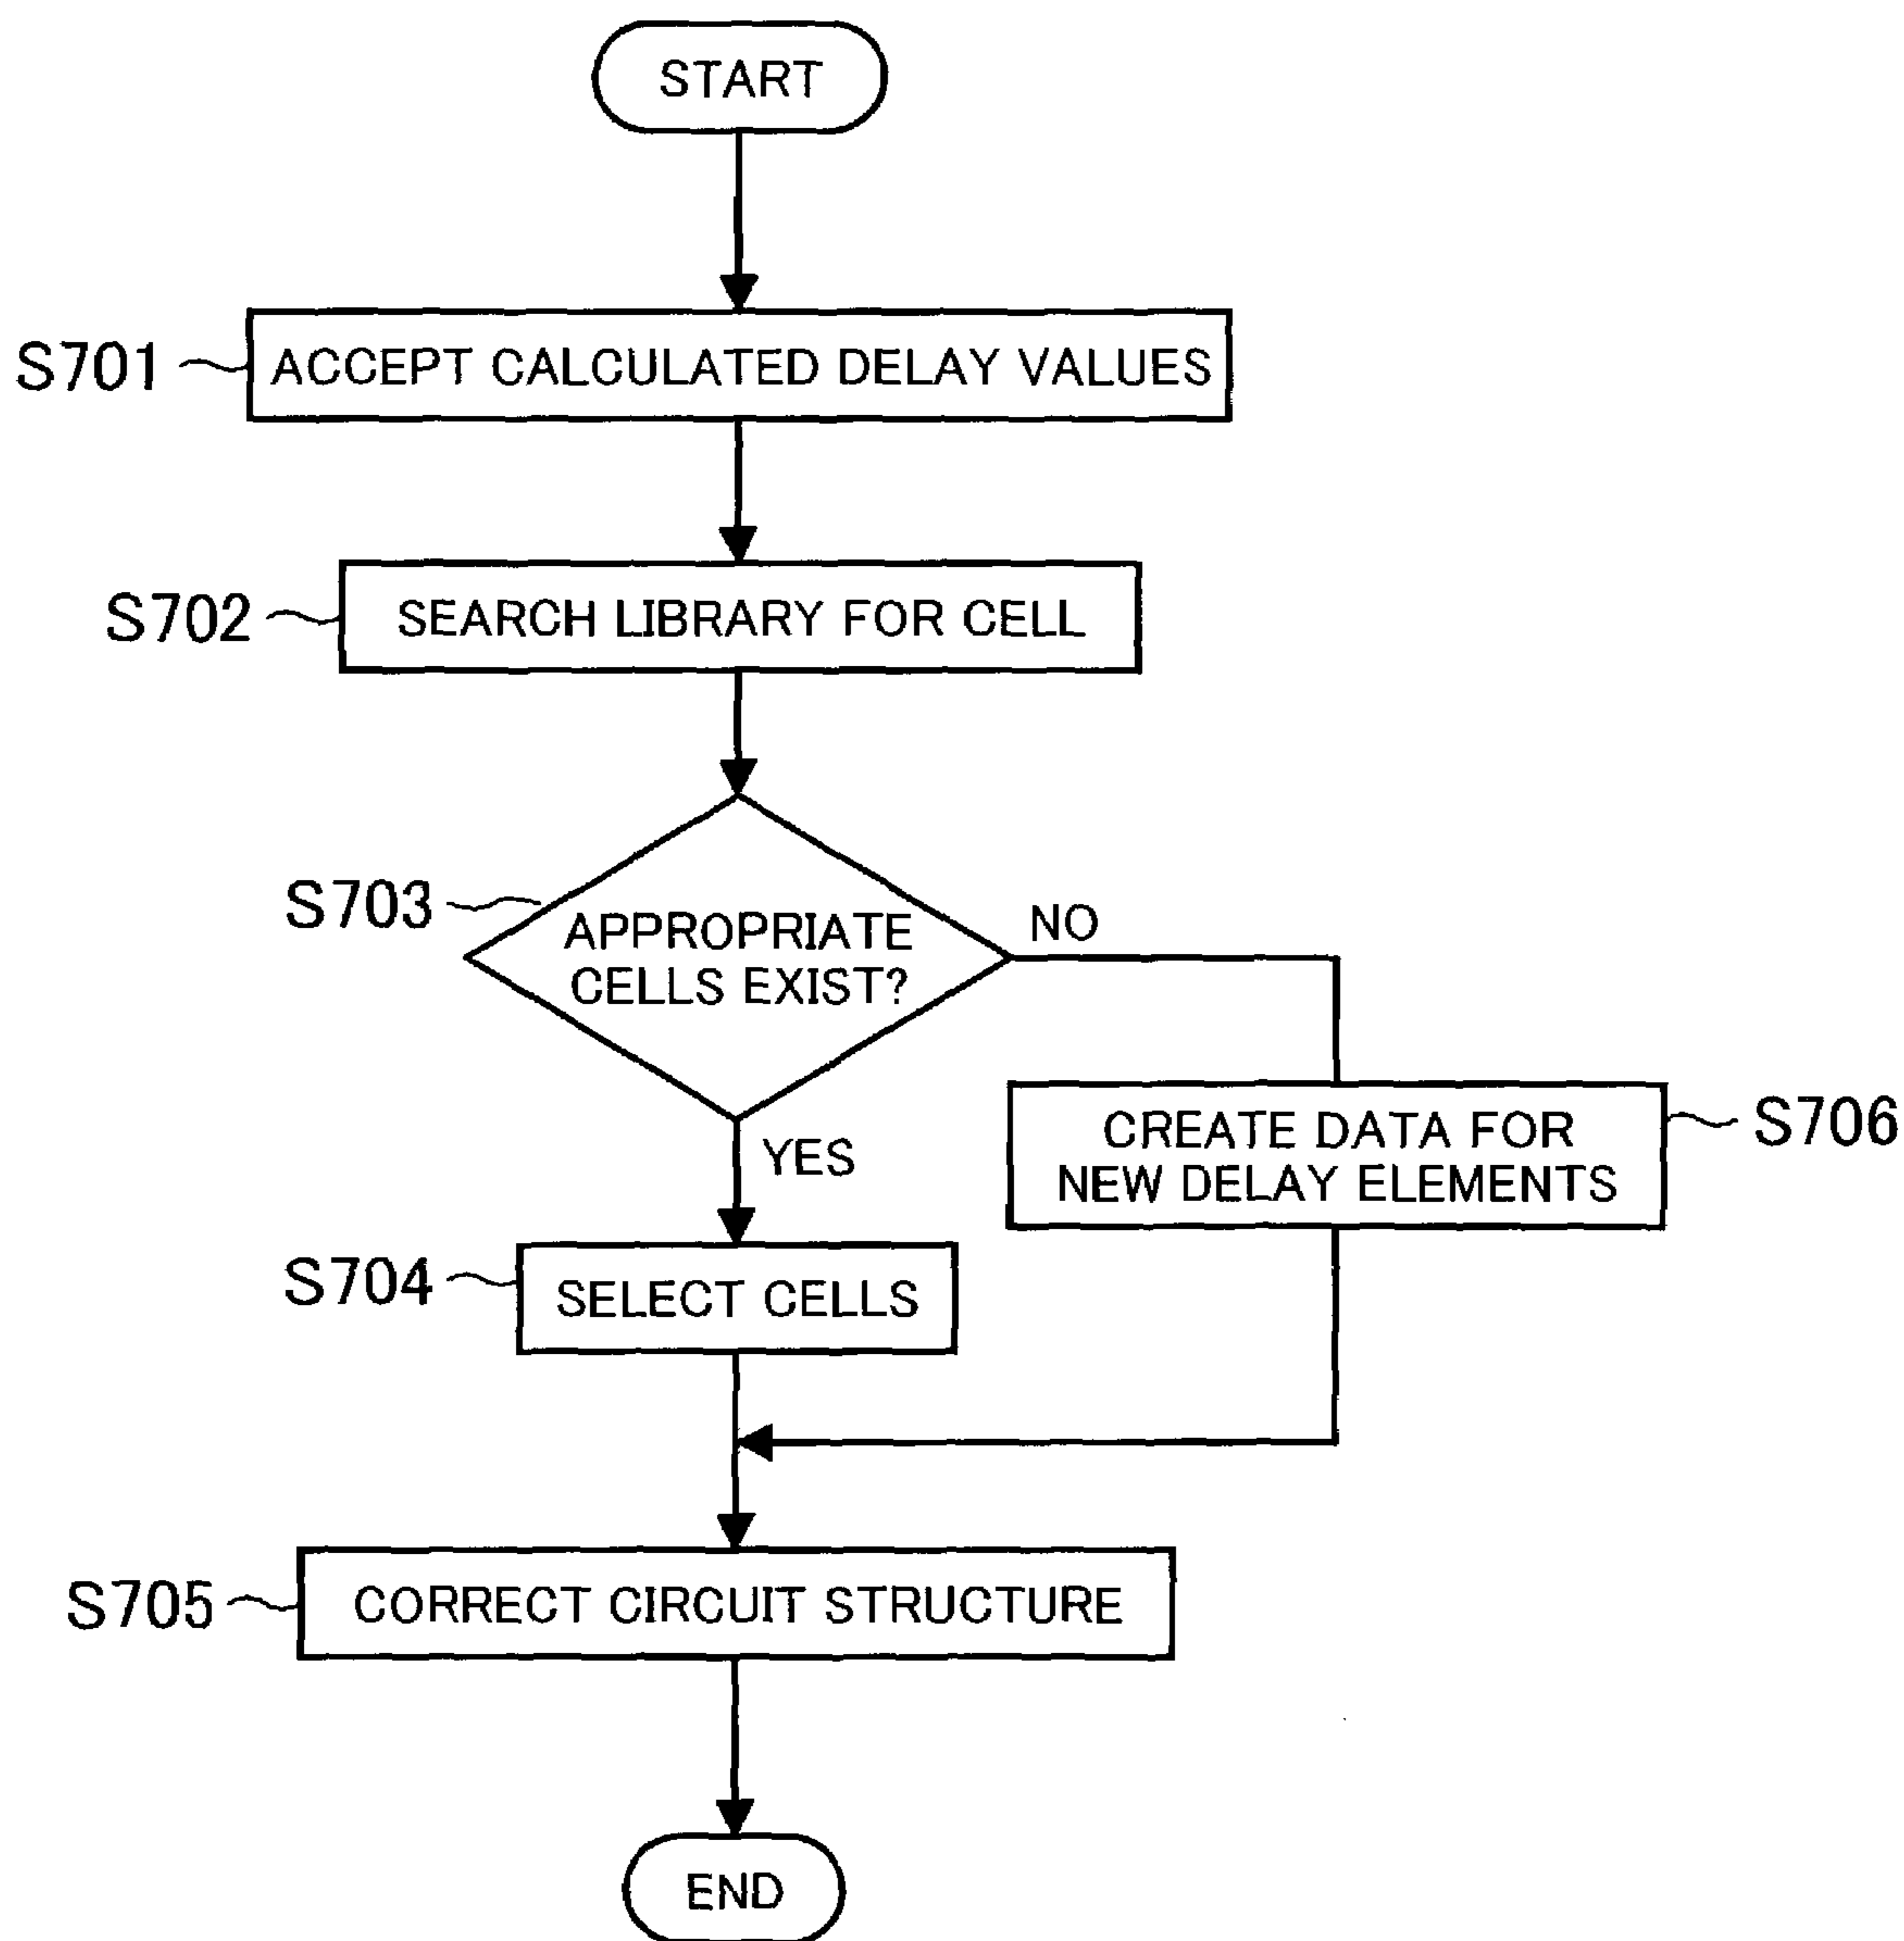 START
S701
ACCEPT CALCULATED DELAY VALUES
S702
SEARCH LIBRARY FOR CELL
S703
APPROPRIATE
CELLS EXIST?
NO
YES
CREATE DATA FOR
NEW DELAY ELEMENTS
S706
S704
SELECT CELLS
S705
CORRECT CIRCUIT STRUCTURE
END